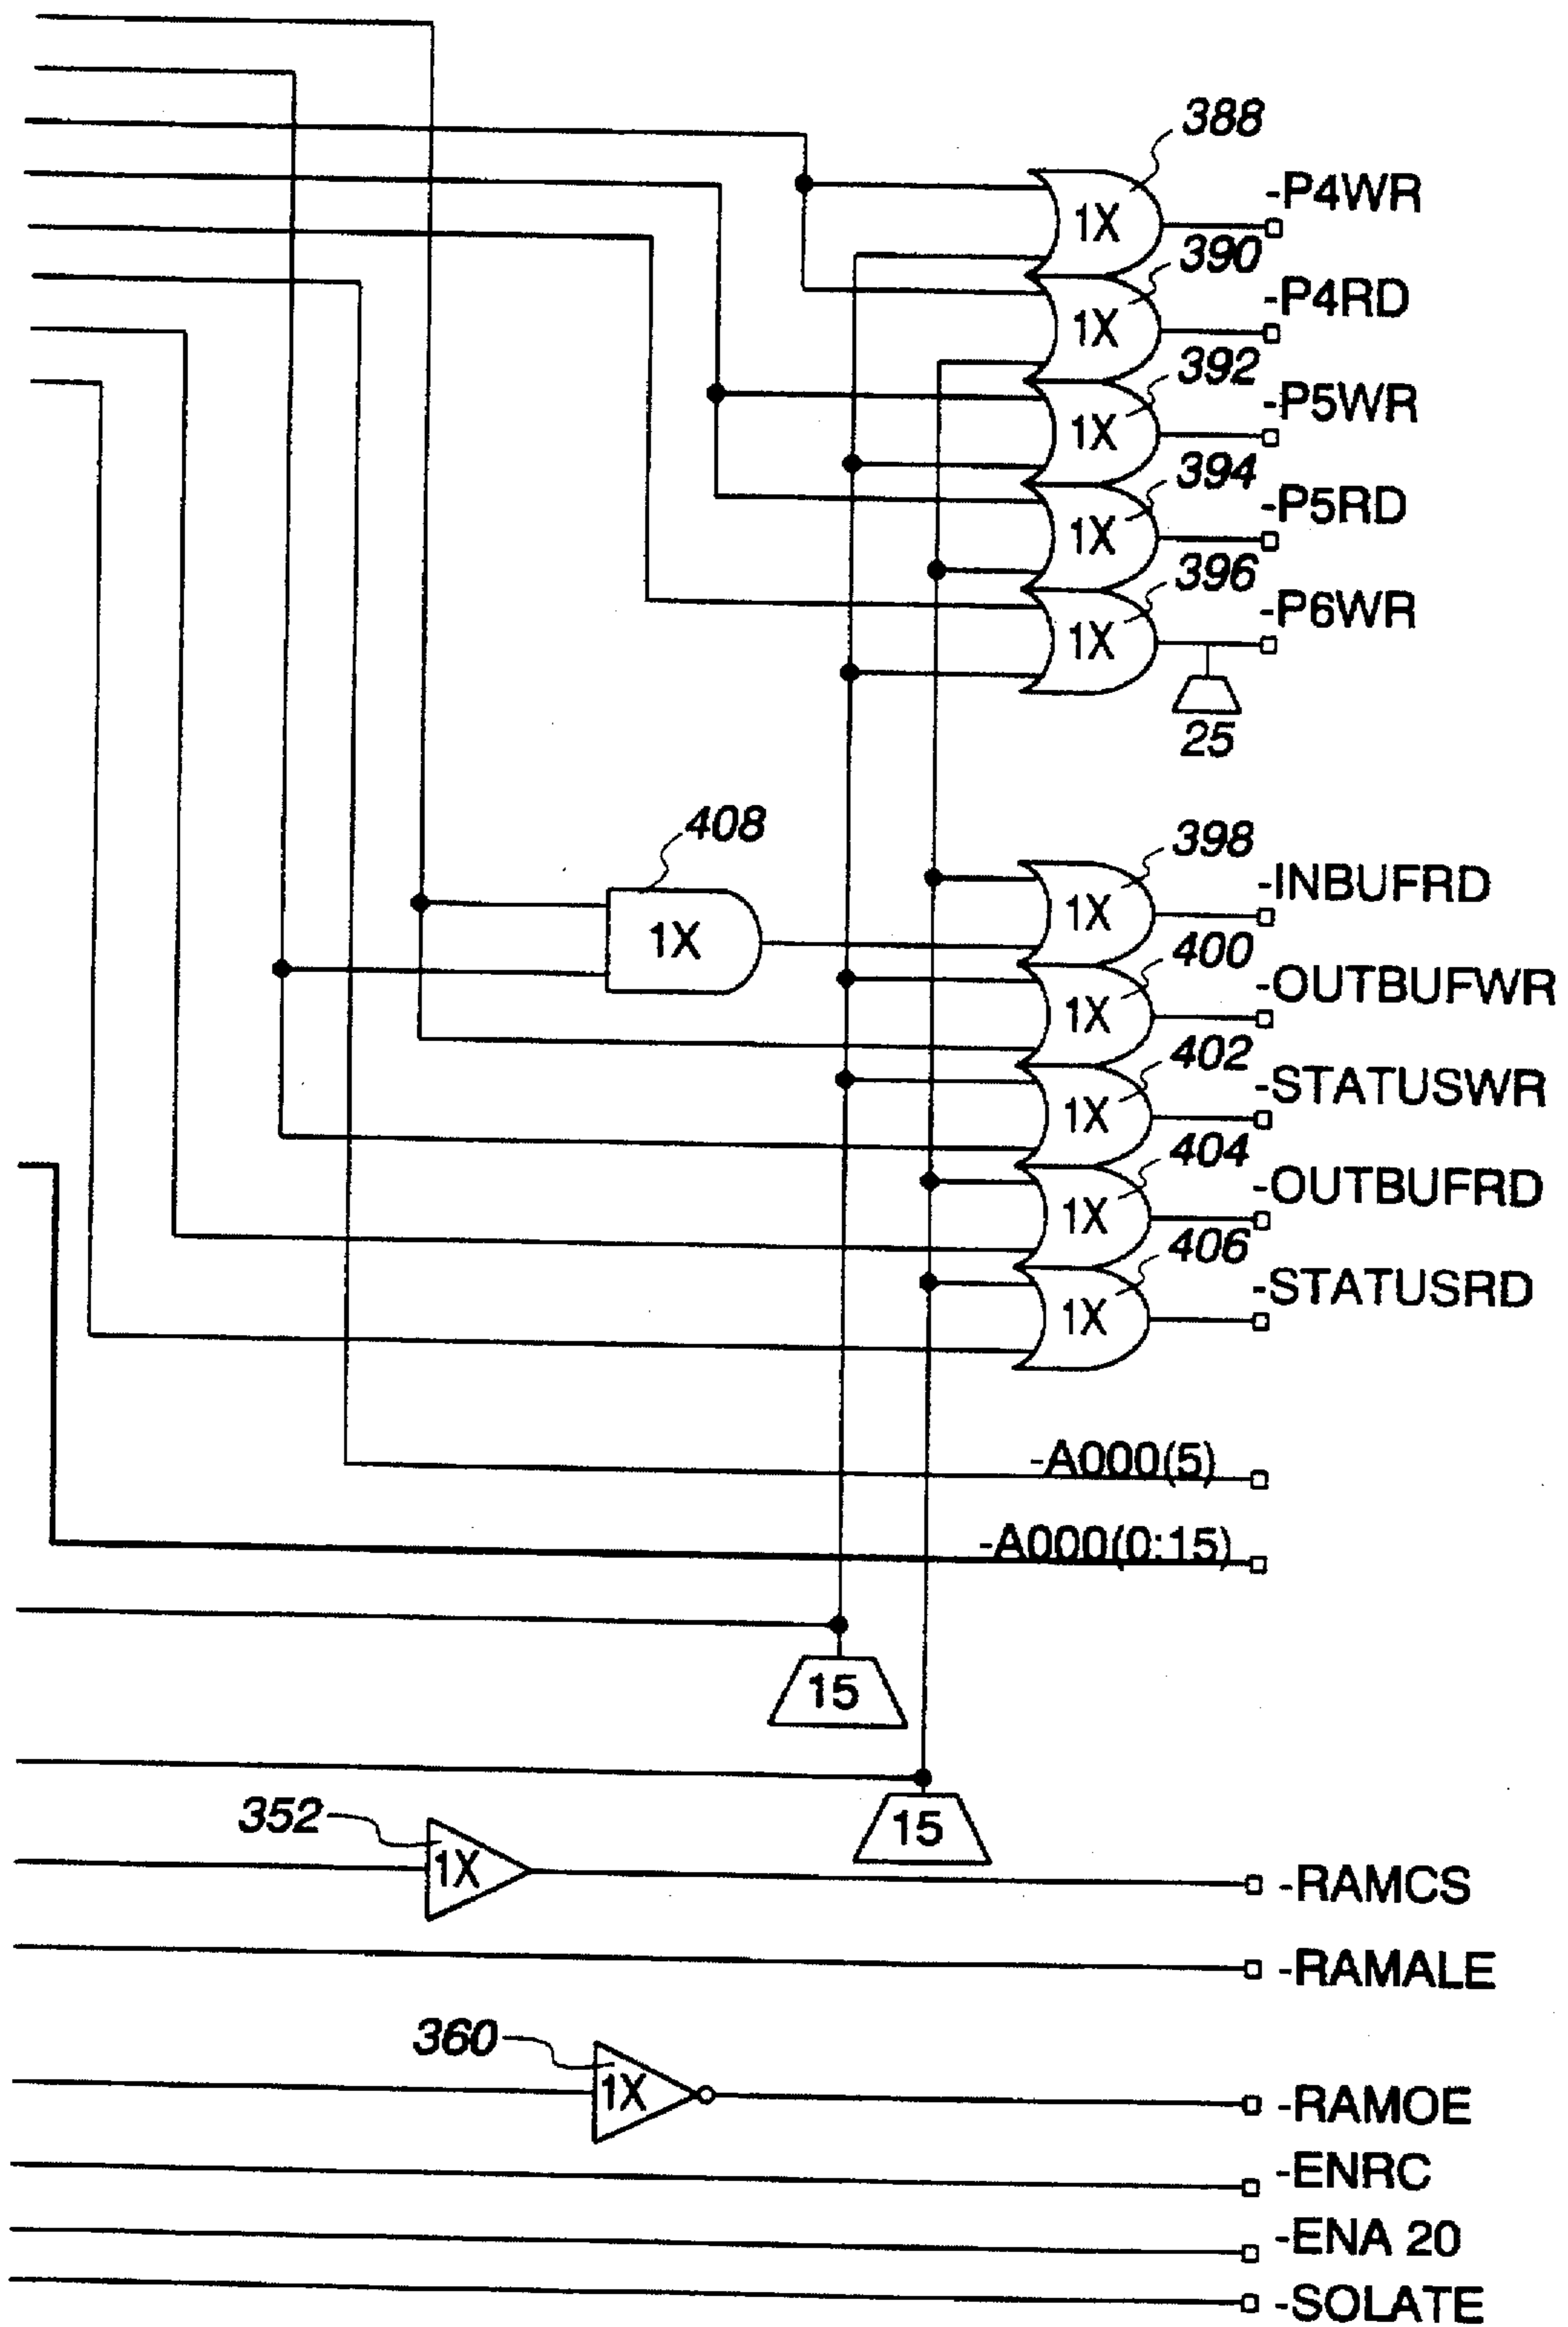 388
-P4WR
1X
390
-P4RD
1X
392
-P5WR
1X
394
-P5RD
1X
396
-P6WR
1X
25
408
1X
398
-INBUFRD
1X
400
-OUTBUFWR
1X
402
-STATUSWR
1X
404
-OUTBUFRD
1X
406
-STATUSRD
1X
-A000(5)
-A000(0:15)
15
15
352
1X
-RAMCS
-RAMALE
360
1X
-RAMOE
-ENRC
-ENA 20
-SOLATE